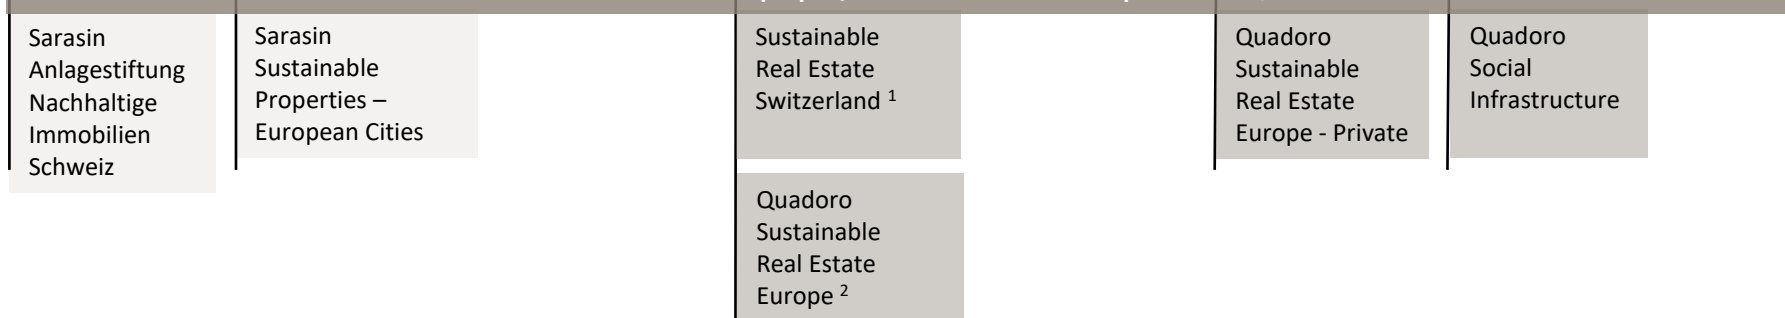 Sarasin
Anlagestiftung
Nachhaltige
Immobilien
Schweiz
Sarasin
Sustainable
Properties –
European Cities
Sustainable
Real Estate
Switzerland ¹
Quadoro
Sustainable
Real Estate
Europe ²
Quadoro
Sustainable
Real Estate
Europe - Private
Quadoro
Social
Infrastructure